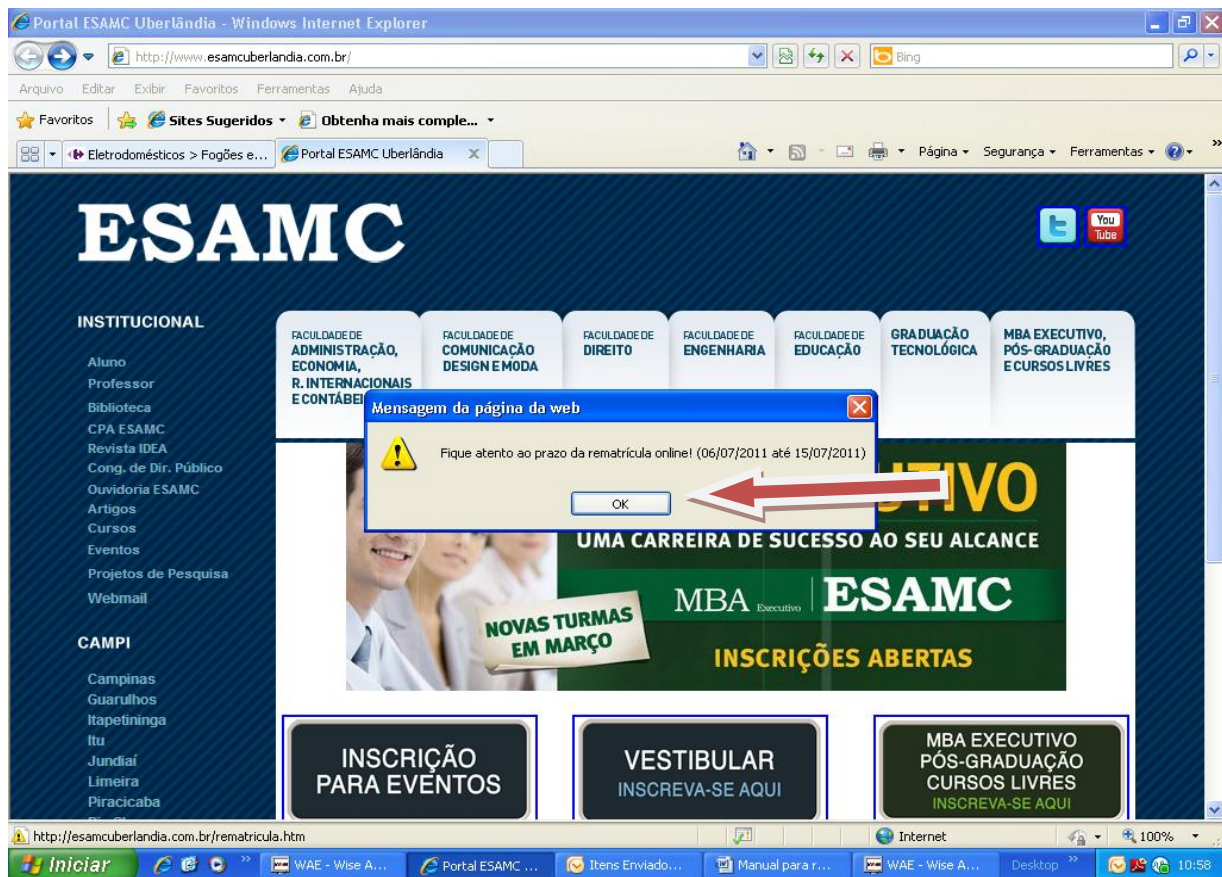 Portal ESAMC Uberlândia - Windows Internet Explorer
http://www.esamcuberlandia.com.br/
Bing
Arquivo Editar Exibir Favoritos Ferramentas Ajuda
Favoritos Sites Sugeridos Obtenha mais comple...
Eletrodomésticos > Fogões e... Portal ESAMC Uberlândia x Página Segurança Ferramentas
ESAMC
You
Tube
INSTITUCIONAL
Aluno
Professor
Biblioteca
CPA ESAMC
Revista IDEA
Cong. de Dir. Público
Ouvidoria ESAMC
Artigos
Cursos
Eventos
Projetos de Pesquisa
Webmail
CAMPI
Campinas
Guarulhos
Itapetininga
Itu
Jundiaí
Limeira
Piracicaba
FACULDADE DE
ADMINISTRAÇÃO,
ECONOMIA,
R. INTERNACIONAIS
E CONTÁBEI
FACULDADE DE
COMUNICAÇÃO
DESIGN E MODA
FACULDADE DE
DIREITO
FACULDADE DE
ENGENHARIA
FACULDADE DE
EDUCAÇÃO
GRADUAÇÃO
TECNOLÓGICA
MBA EXECUTIVO,
PÓS-GRADUAÇÃO
E CURSOS LIVRES
Mensagem da página da web
Fique atento ao prazo da rematrícula online! (06/07/2011 até 15/07/2011)
OK
UTIVO
UMA CARREIRA DE SUCESSO AO SEU ALCANCE
MBA Executivo ESAMC
NOVAS TURMAS
EM MARÇO
INSCRIÇÕES ABERTAS
INSCRIÇÃO
PARA EVENTOS
VESTIBULAR
INSCREVA-SE AQUI
MBA EXECUTIVO
PÓS-GRADUAÇÃO
CURSOS LIVRES
INSCREVA-SE AQUI
http://esamcuberlandia.com.br/rematricula.htm Internet 100%
Iniciar WAE - Wise A... Portal ESAMC ... Itens Enviado... Manual para r... WAE - Wise A... Desktop 10:58